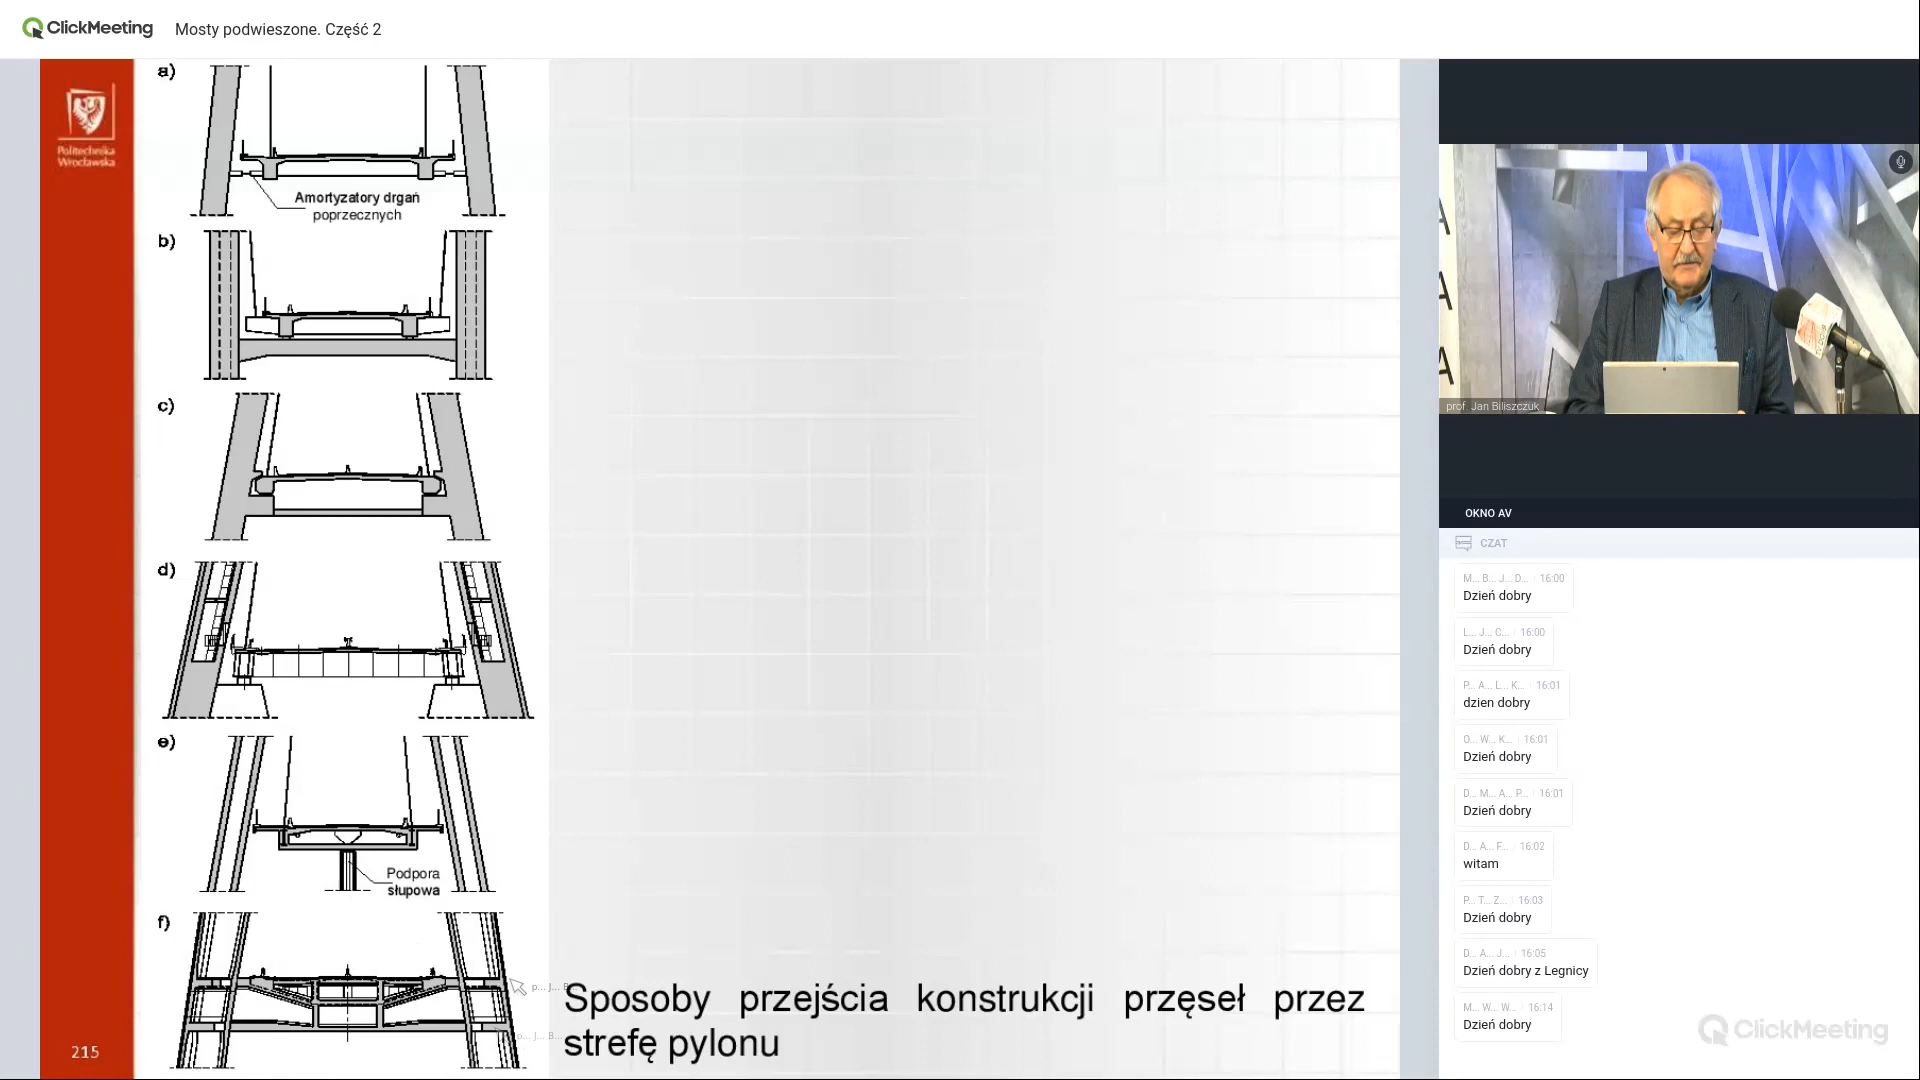 ClickMeeting
Mosty podwieszone. Część 2
Politechnika
Wrocławska
a)
Amortyzatory drgań
poprzecznych
b)
c)
d)
e)
Podpora
słupowa
f)
p... J... B...
p... J... B...
Sposoby przejścia konstrukcji przęseł przez
strefę pylonu
215
prof. Jan Biliszczuk
OKNO AV
CZAT
M... B... J... D... 16:00
Dzień dobry
L... J... C... 16:00
Dzień dobry
P... A... L... K... 16:01
dzien dobry
O... W... K... 16:01
Dzień dobry
D... M... A... P... 16:01
Dzień dobry
D... A... F... 16:02
witam
P... T... Z... 16:03
Dzień dobry
D... A... J... 16:05
Dzień dobry z Legnicy
M... W... W... 16:14
Dzień dobry
ClickMeeting